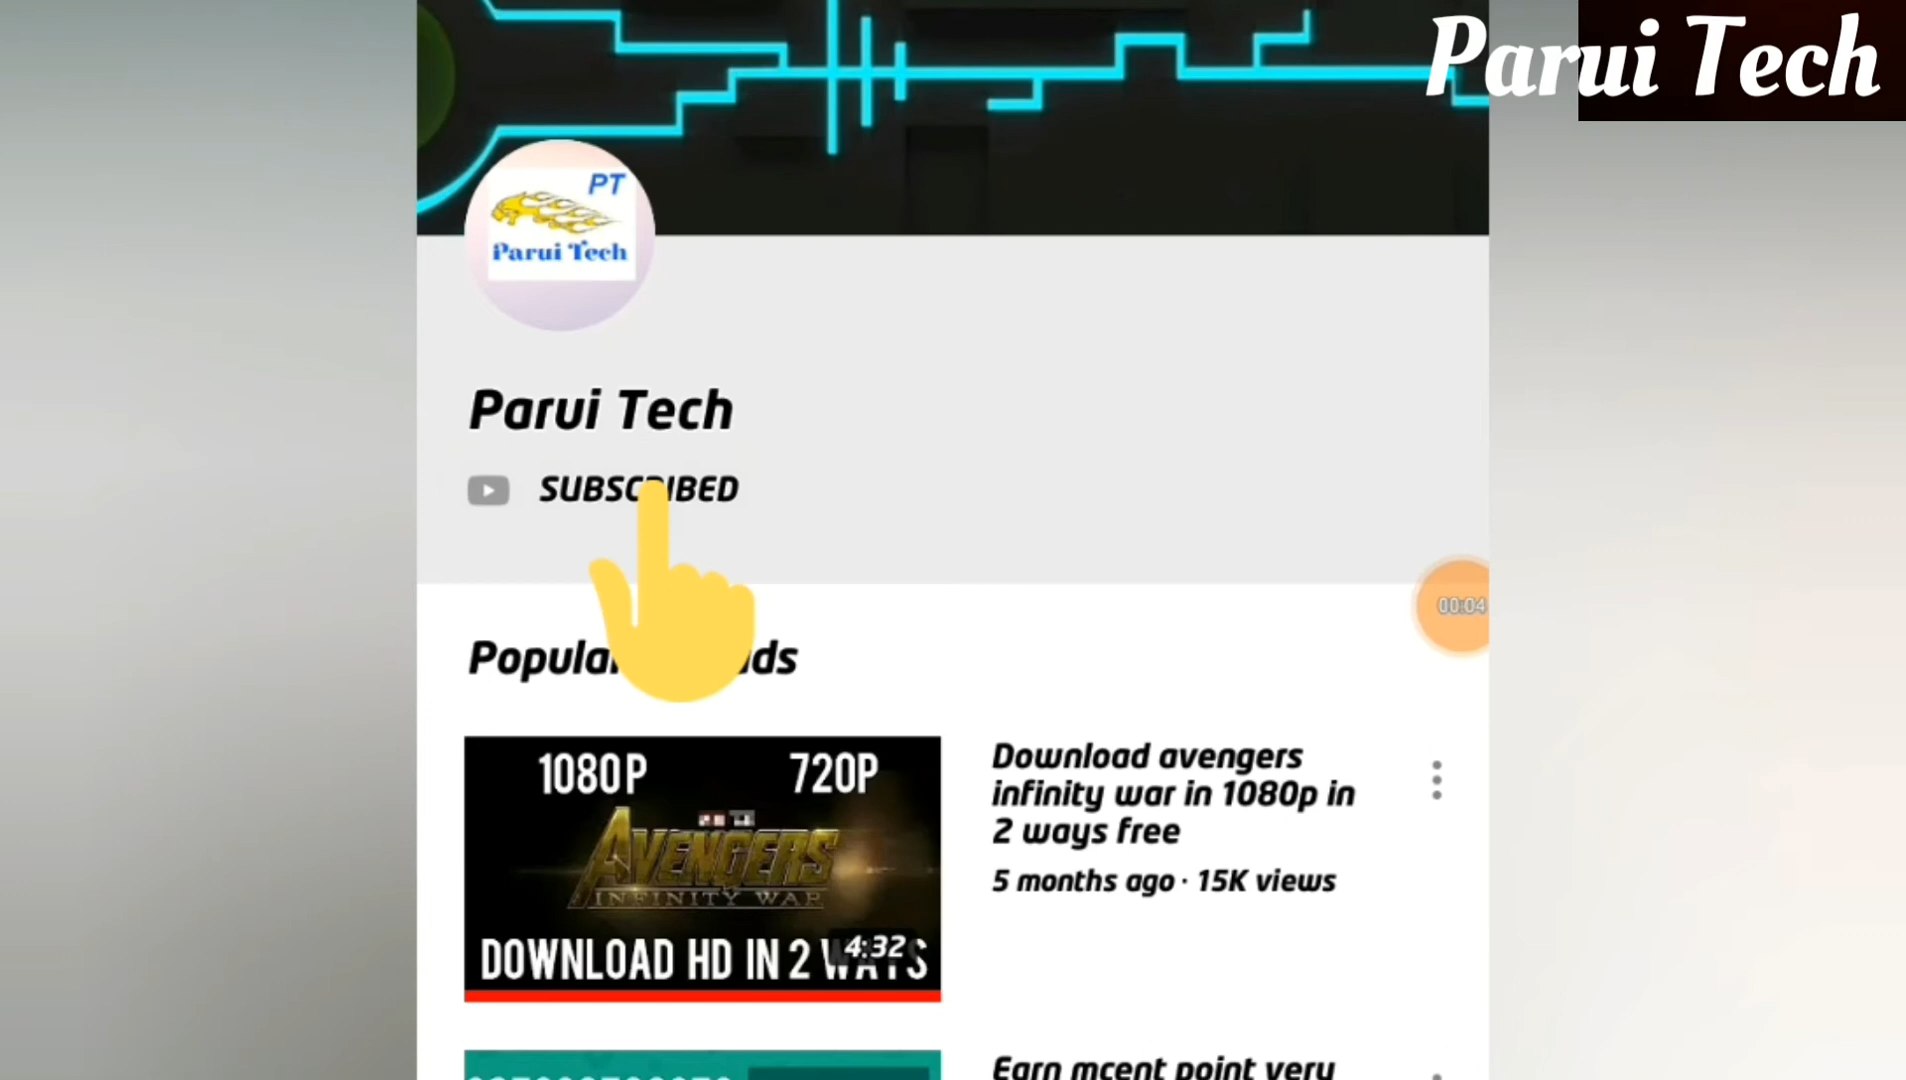 Parui Tech
PT
Parui Tech
Parui Tech
SUBSCRIBED
00:04
1080P 720P
AVENGERS
INFINITY WAR
DOWNLOAD HD IN 2 WAYS
4:32
Download avengers
infinity war in 1080p in
2 ways free
5 months ago · 15K views
Earn mcent point very